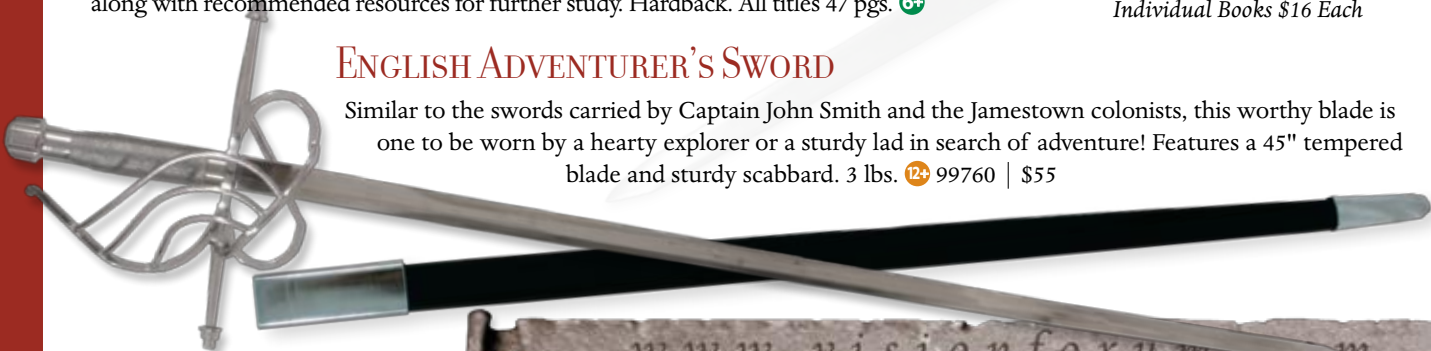 along with recommended resources for further study. Hardback. All titles 47 pgs. 6+
Individual Books $16 Each
ENGLISH ADVENTURER'S SWORD
Similar to the swords carried by Captain John Smith and the Jamestown colonists, this worthy blade is
one to be worn by a hearty explorer or a sturdy lad in search of adventure! Features a 45" tempered
blade and sturdy scabbard. 3 lbs. 12+ 99760 | $55